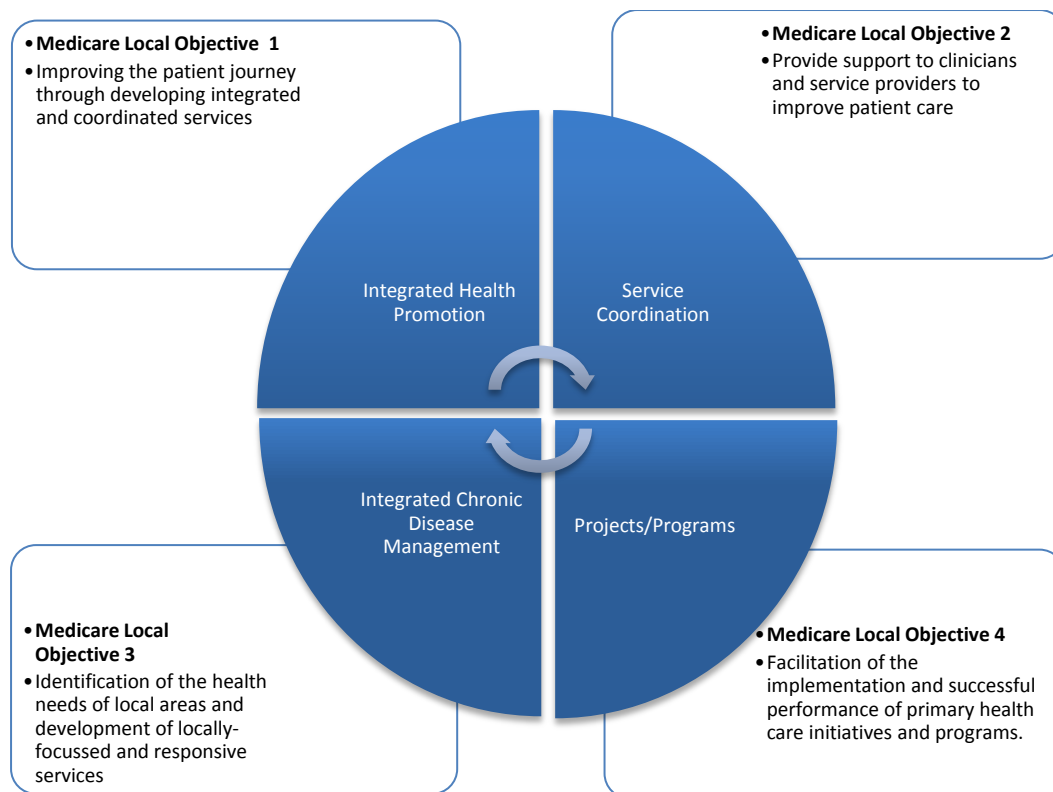 •Medicare Local Objective 1
•Improving the patient journey
through developing integrated
and coordinated services
•Medicare Local Objective 2
•Provide support to clinicians
and service providers to
improve patient care
Integrated Health
Promotion
Service
Coordination
Integrated Chronic
Disease
Management
Projects/Programs
•Medicare Local
Objective 3
•Identification of the health
needs of local areas and
development of locally-
focussed and responsive
services
•Medicare Local Objective 4
•Facilitation of the
implementation and successful
performance of primary health
care initiatives and programs.